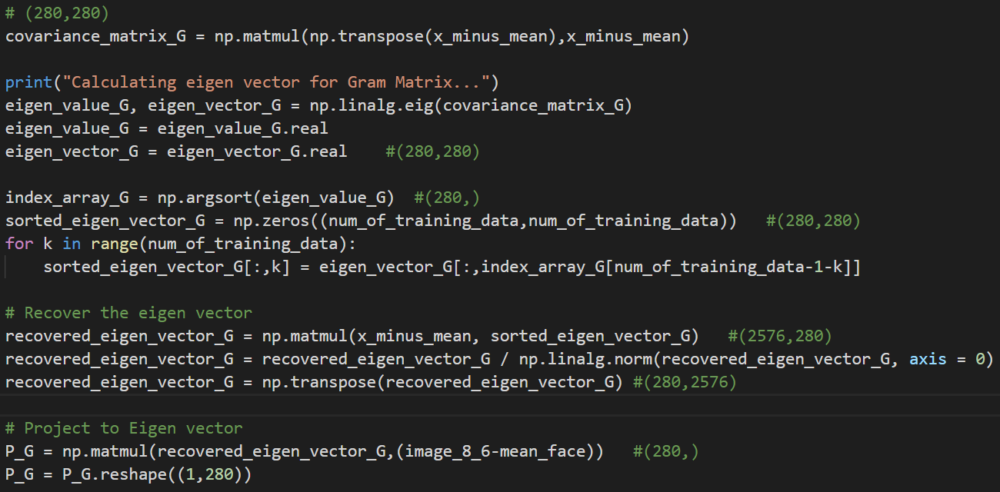 # (280,280)
covariance_matrix_G = np.matmul(np.transpose(x_minus_mean),x_minus_mean)
print("Calculating eigen vector for Gram Matrix...")
eigen_value_G, eigen_vector_G = np.linalg.eig(covariance_matrix_G)
eigen_value_G = eigen_value_G.real
eigen_vector_G = eigen_vector_G.real    #(280,280)
index_array_G = np.argsort(eigen_value_G)  #(280,)
sorted_eigen_vector_G = np.zeros((num_of_training_data,num_of_training_data))   #(280,280)
for k in range(num_of_training_data):
    sorted_eigen_vector_G[:,k] = eigen_vector_G[:,index_array_G[num_of_training_data-1-k]]
# Recover the eigen vector
recovered_eigen_vector_G = np.matmul(x_minus_mean, sorted_eigen_vector_G)   #(2576,280)
recovered_eigen_vector_G = recovered_eigen_vector_G / np.linalg.norm(recovered_eigen_vector_G, axis = 0)
recovered_eigen_vector_G = np.transpose(recovered_eigen_vector_G) #(280,2576)
# Project to Eigen vector
P_G = np.matmul(recovered_eigen_vector_G,(image_8_6-mean_face))   #(280,)
P_G = P_G.reshape((1,280))